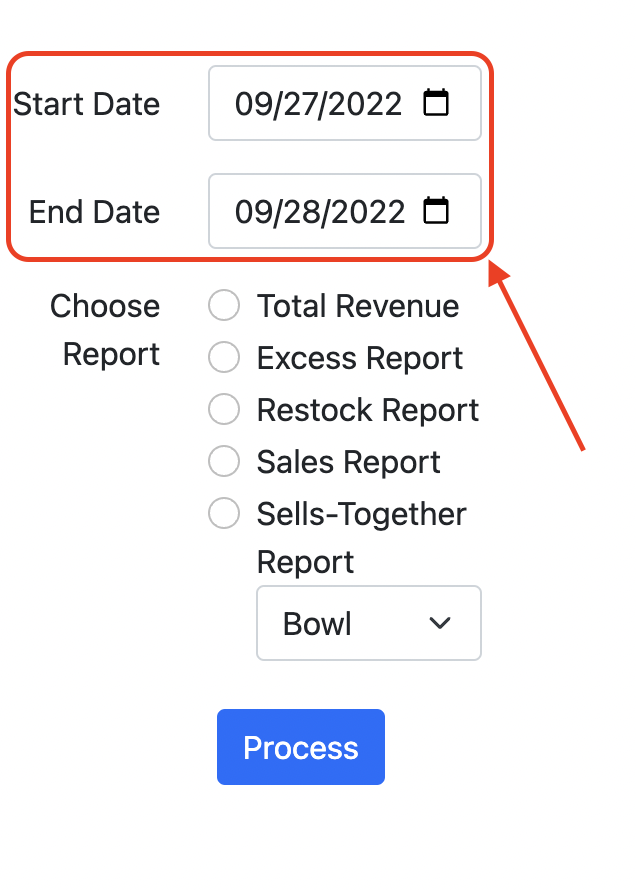 Start Date 09/27/2022
End Date 09/28/2022
Choose Total Revenue
Report Excess Report
Restock Report
Sales Report
Sells-Together
Report
Bowl
Process